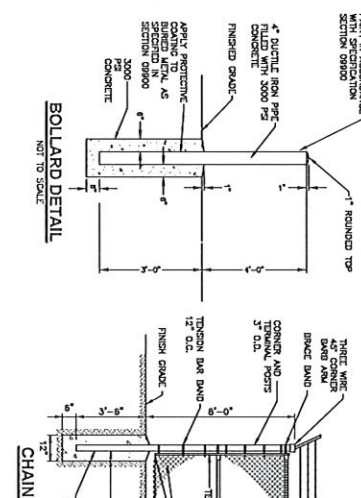 WITH SPECIFICATION
SECTION 09900
1" ROUNDED TOP
4" DUCTILE IRON PIPE
FILLED WITH 3000 PSI
CONCRETE
FINISHED GRADE
APPLY PROTECTIVE
COATING TO
BURIED METAL AS
SPECIFIED IN
SECTION 09900
3000
PSI
CONCRETE
1"
4'-0"
1"
3'-0"
6"
6"
BOLLARD DETAIL
NOT TO SCALE
THREE WIRE
45° CORNER
BARB ARM
BRACE BAND
CORNER AND
TERMINAL POSTS
3" O.D.
TENSION BAR BAND
12" O.C.
FINISH GRADE
3'-6"
6"
12"
CHAIN